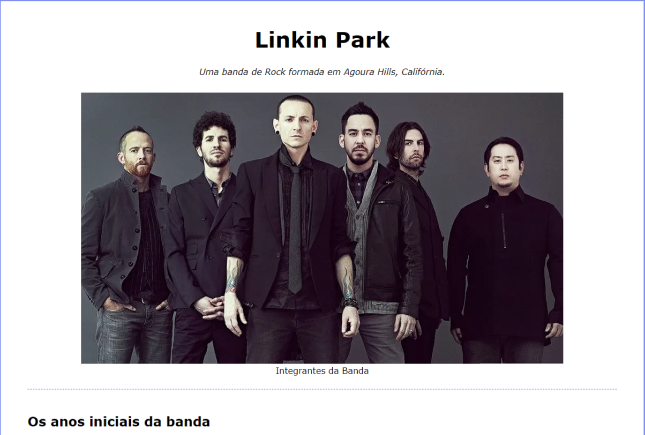 Linkin Park
Uma banda de Rock formada em Agoura Hills, Califórnia.
Integrantes da Banda
Os anos iniciais da banda